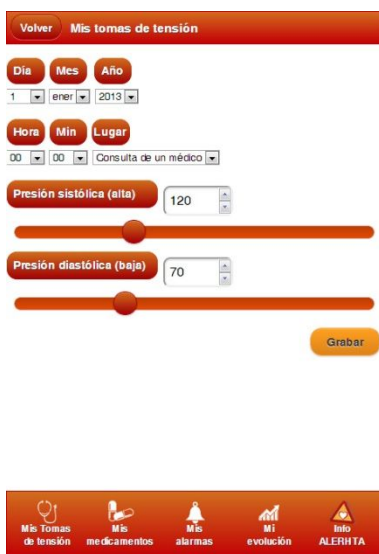 Volver Mis tomas de tensión
Día Mes Año
1 ener 2013
Hora Min Lugar
00 00 Consulta de un médico
Presión sistólica (alta) 120
Presión diastólica (baja) 70
Grabar
Mis Tomas de tensión
Mis medicamentos
Mis alarmas
Mi evolución
Info ALERHTA